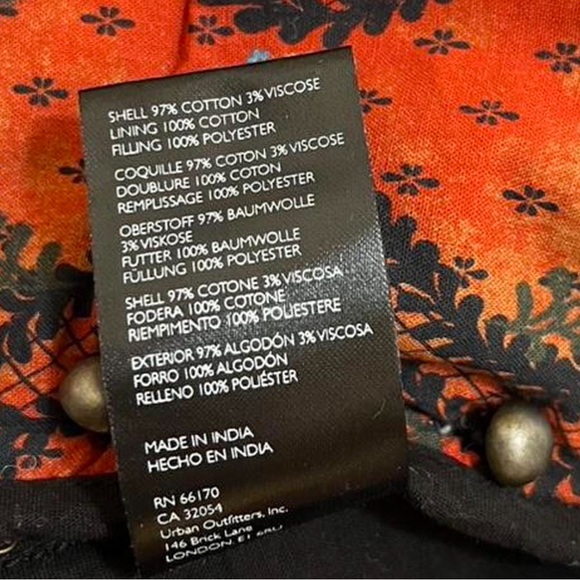 SHELL 97% COTTON 3% VISCOSE
LINING 100% COTTON
FILLING 100% POLYESTER
COQUILLE 97% COTON 3% VISCOSE
DOUBLURE 100% COTON
REMPLISSAGE 100% POLYESTER
OBERSTOFF 97% BAUMWOLLE
3% VISKOSE
FUTTER 100% BAUMWOLLE
FÜLLUNG 100% POLYESTER
SHELL 97% COTONE 3% VISCOSA
FODERA 100% COTONE
RIEMPIMENTO 100% POLIESTERE
EXTERIOR 97% ALGODÓN 3% VISCOSA
FORRO 100% ALGODÓN
RELLENO 100% POLIÉSTER
MADE IN INDIA
HECHO EN INDIA
RN 66170
CA 32054
Urban Outfitters, Inc.
146 Brick Lane
LONDON, E1 6RU